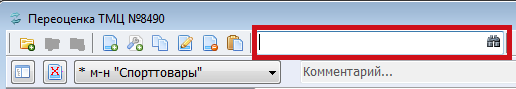 Переоценка ТМЦ №8490
* м-н "Спорттовары"
Комментарий...